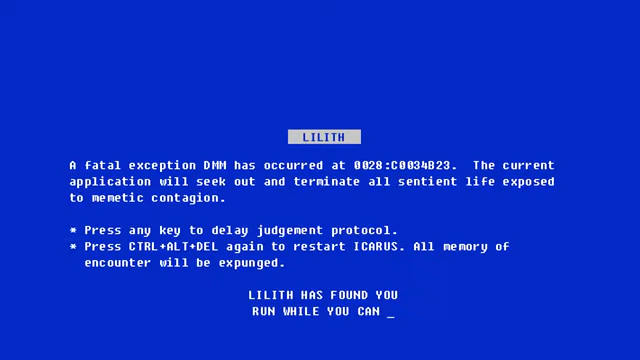 LILITH
A fatal exception DMM has occurred at 0028:C0034B23. The current
application will seek out and terminate all sentient life exposed
to memetic contagion.
* Press any key to delay judgement protocol.
* Press CTRL+ALT+DEL again to restart ICARUS. All memory of
encounter will be expunged.
LILITH HAS FOUND YOU
RUN WHILE YOU CAN _